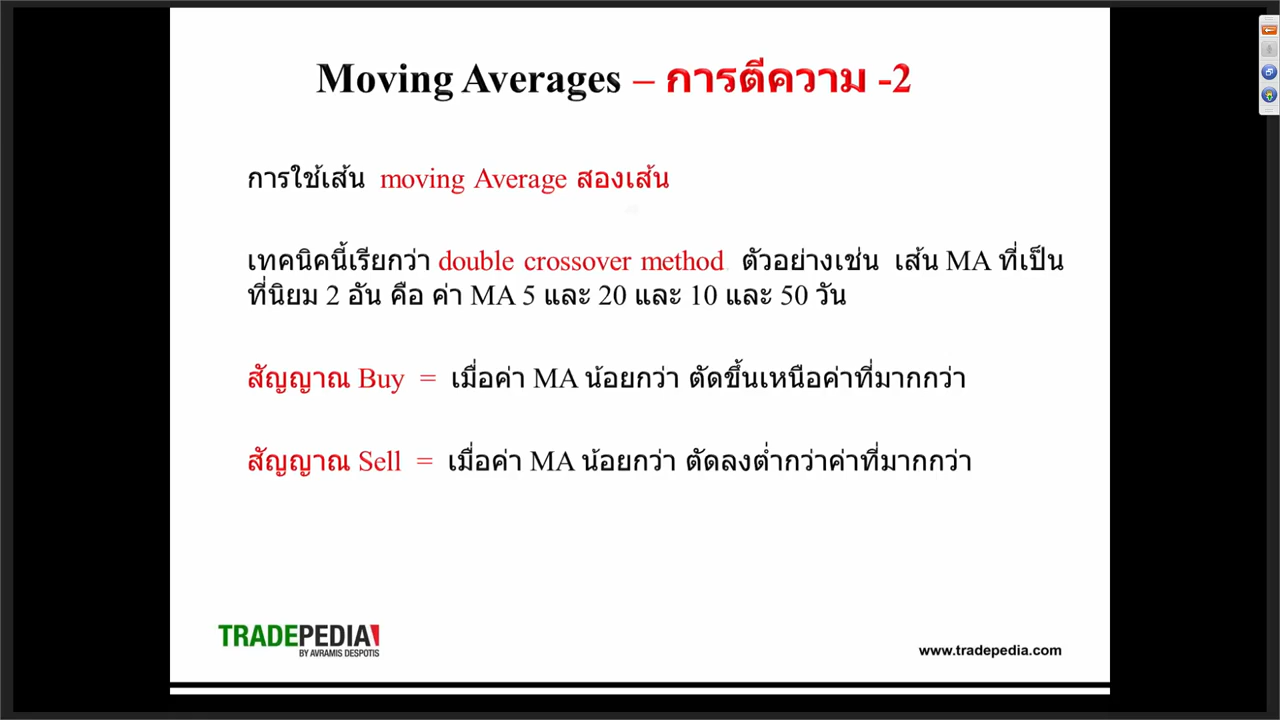 Moving Averages – การตีความ -2
การใช้เส้น moving Average สองเส้น
เทคนิคนี้เรียกว่า double crossover method ตัวอย่างเช่น เส้น MA ที่เป็น
ที่นิยม 2 อัน คือ ค่า MA 5 และ 20 และ 10 และ 50 วัน
สัญญาณ Buy = เมื่อค่า MA น้อยกว่า ตัดขึ้นเหนือค่าที่มากกว่า
สัญญาณ Sell = เมื่อค่า MA น้อยกว่า ตัดลงต่ำกว่าค่าที่มากกว่า
TRADEPEDIA
BY AVRAMIS DESPOTIS
www.tradepedia.com